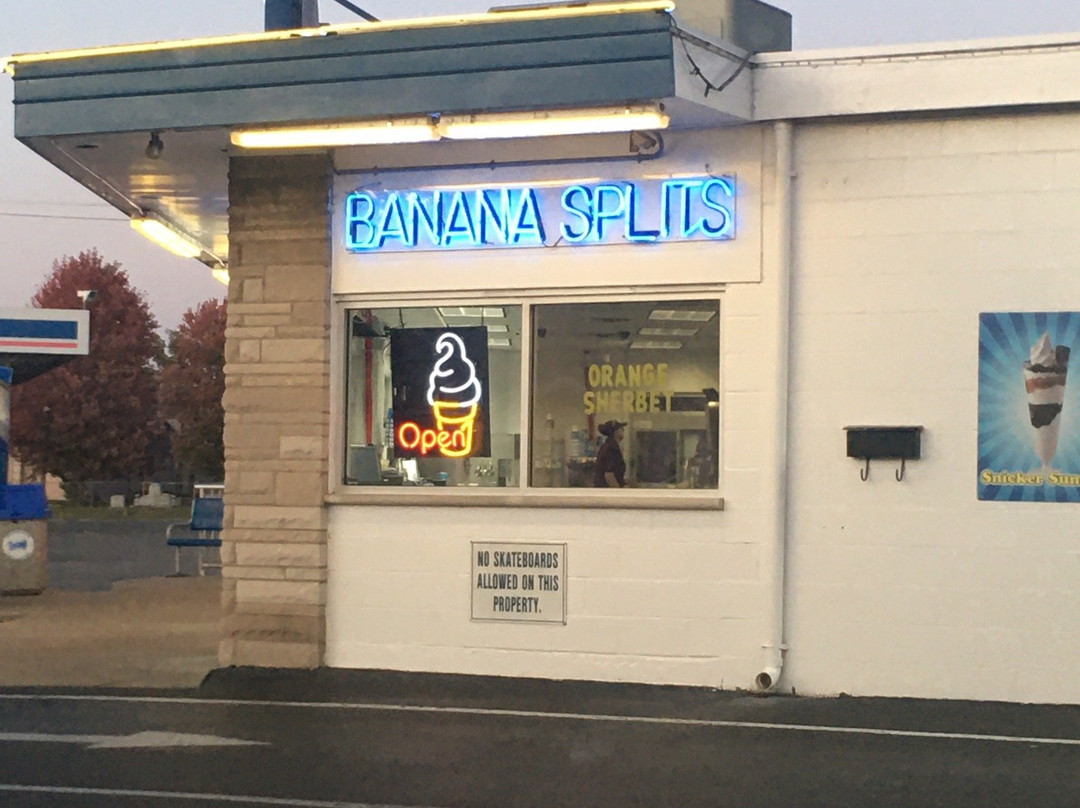 BANANA SPLITS
Open
ORANGE
SHERBET
NO SKATEBOARDS
ALLOWED ON THIS
PROPERTY.
Snicker Sun